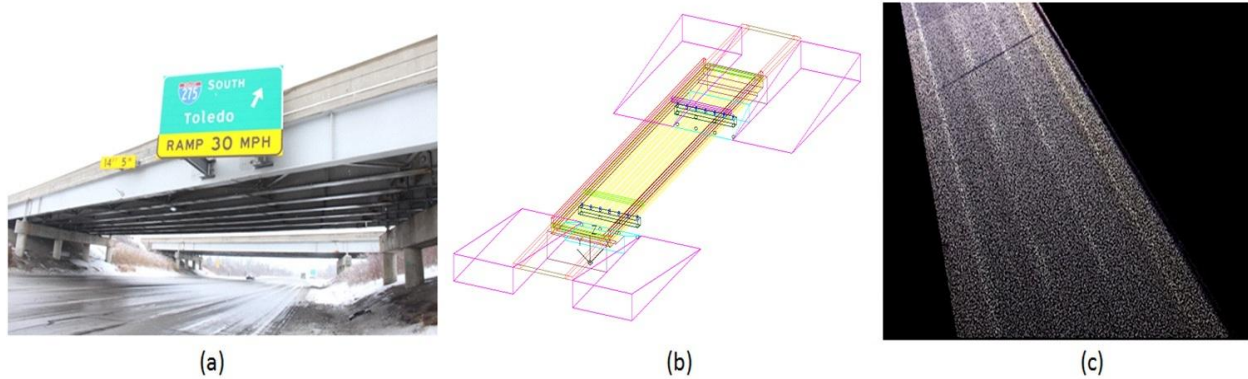 275 SOUTH
Toledo
RAMP 30 MPH
14' 5"
(a)
(b)
(c)